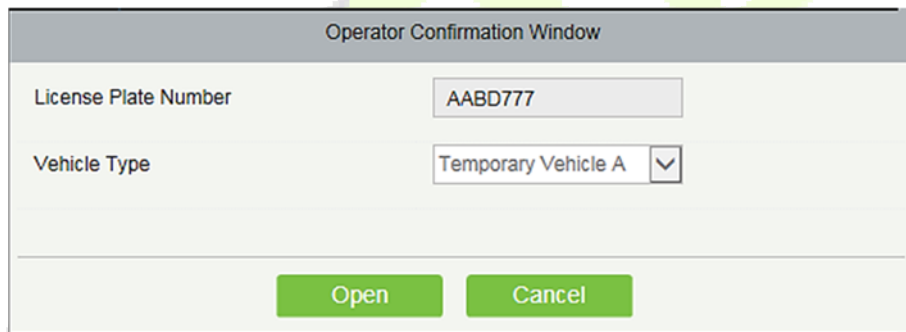 Operator Confirmation Window
License Plate Number AABD777
Vehicle Type Temporary Vehicle A
Open Cancel